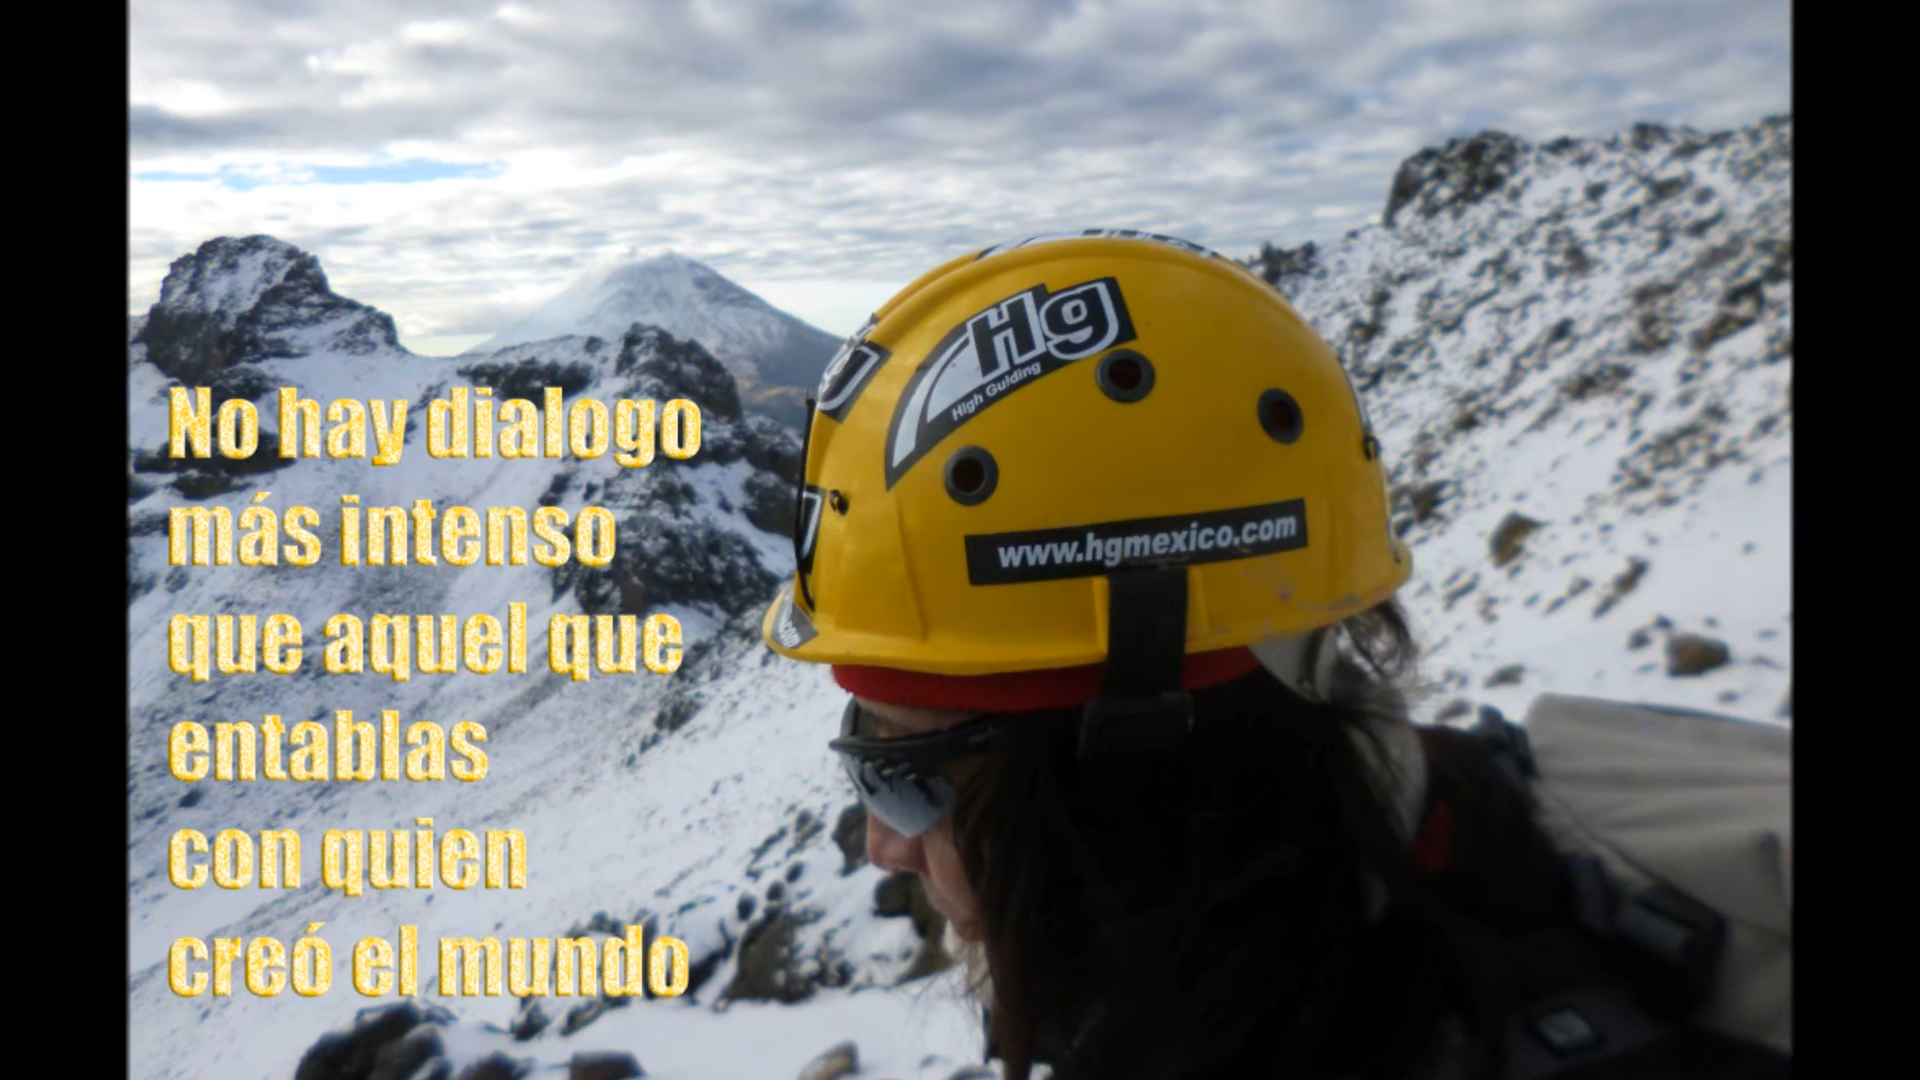 No hay dialogo
más intenso
que aquel que
entablas
con quien
creó el mundo
Hg
High Guiding
www.hgmexico.com